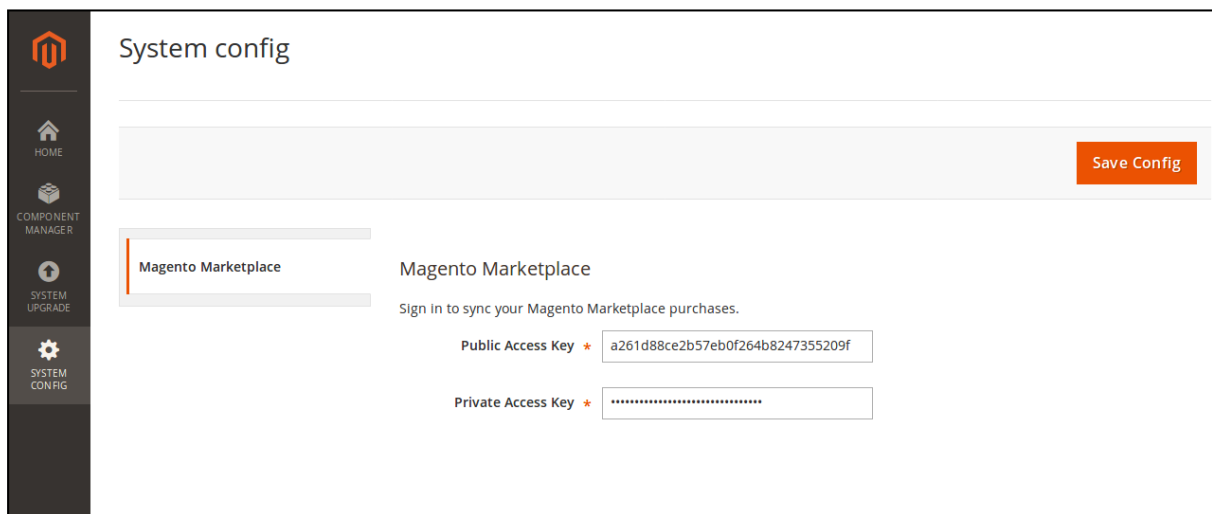 System config
HOME
COMPONENT
MANAGER
SYSTEM
UPGRADE
SYSTEM
CONFIG
Save Config
Magento Marketplace
Magento Marketplace
Sign in to sync your Magento Marketplace purchases.
Public Access Key * a261d88ce2b57eb0f264b8247355209f
Private Access Key * ••••••••••••••••••••••••••••••••